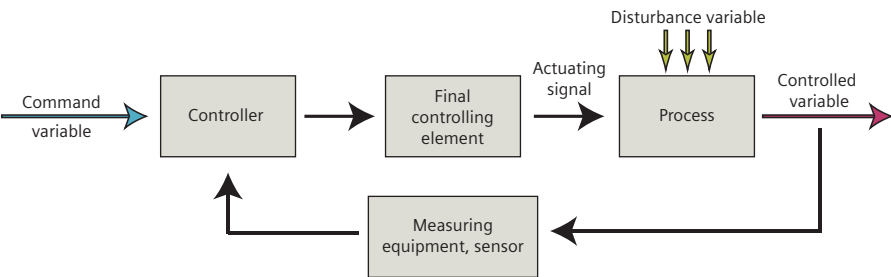 Disturbance variable
Command
variable
Controller
Final
controlling
element
Actuating
signal
Process
Controlled
variable
Measuring
equipment, sensor